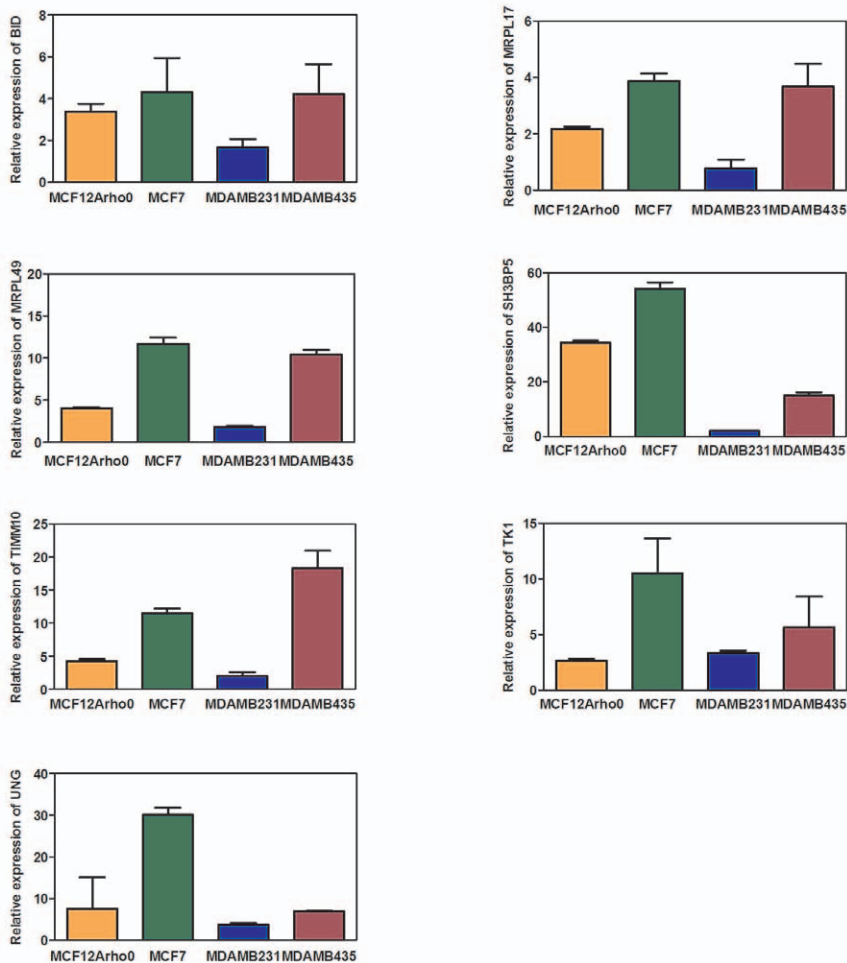 Relative expression of BID
8
6
4
2
0
MCF12Arho0 MCF7 MDAMB231 MDAMB435
Relative expression of MRPL17
6
4
2
0
MCF12Arho0 MCF7 MDAMB231 MDAMB435
Relative expression of MRPL49
20
15
10
5
0
MCF12Arho0 MCF7 MDAMB231 MDAMB435
Relative expression of SH3BP5
60
40
20
0
MCF12Arho0 MCF7 MDAMB231 MDAMB435
Relative expression of TIMM10
25
20
15
10
5
0
MCF12Arho0 MCF7 MDAMB231 MDAMB435
Relative expression of TK1
15
10
5
0
MCF12Arho0 MCF7 MDAMB231 MDAMB435
Relative expression of UNG
40
30
20
10
0
MCF12Arho0 MCF7 MDAMB231 MDAMB435